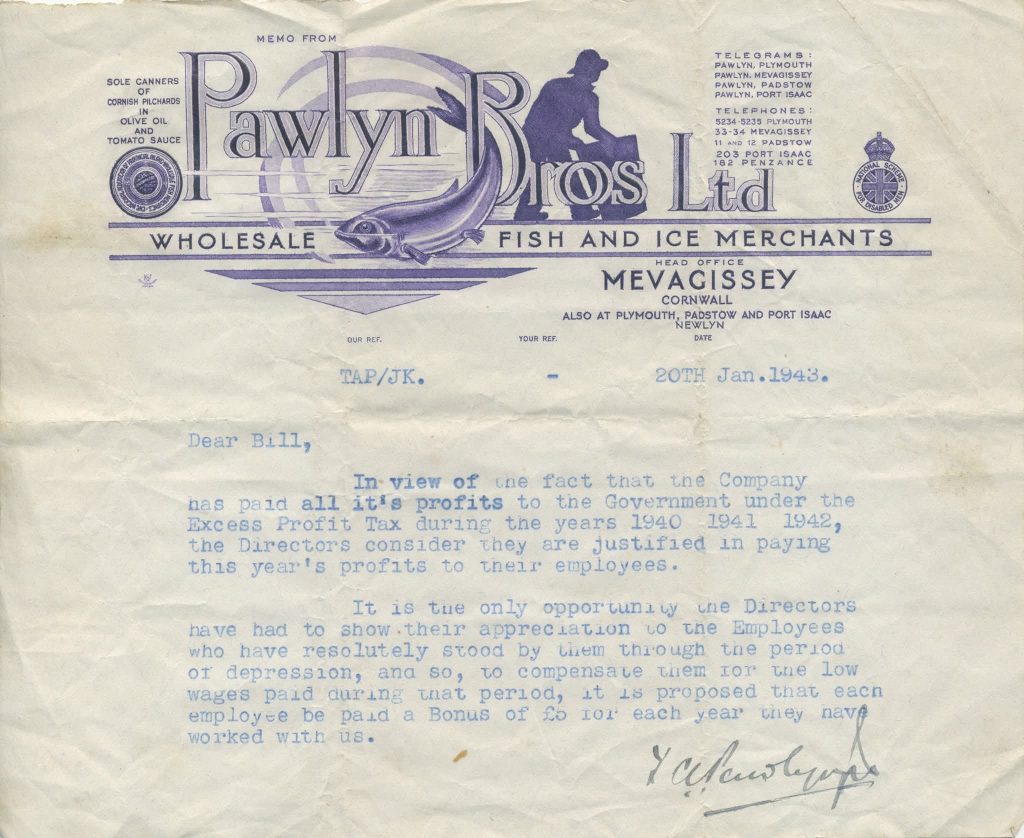 MEMO FROM
SOLE CANNERS
OF
CORNISH PILCHARDS
IN
OLIVE OIL
AND
TOMATO SAUCE
Pawlyn Bros Ltd
TELEGRAMS:
PAWLYN, PLYMOUTH
PAWLYN, MEVAGISSEY
PAWLYN, PADSTOW
PAWLYN, PORT ISAAC
TELEPHONES:
5234-5235 PLYMOUTH
33-34 MEVAGISSEY
11 AND 12 PADSTOW
203 PORT ISAAC
182 PENZANCE
NATIONAL SCHEME
FOR DISABLED MEN
WHOLESALE FISH AND ICE MERCHANTS
HEAD OFFICE
MEVAGISSEY
CORNWALL
ALSO AT PLYMOUTH, PADSTOW AND PORT ISAAC
NEWLYN
OUR REF. YOUR REF. DATE
TAP/JK. - 20TH Jan.1943.
Dear Bill,
In view of the fact that the Company
has paid all it's profits to the Government under the
Excess Profit Tax during the years 1940 1941 1942,
the Directors consider they are justified in paying
this year's profits to their employees.
It is the only opportunity the Directors
have had to show their appreciation to the Employees
who have resolutely stood by them through the period
of depression, and so, to compensate them for the low
wages paid during that period, it is proposed that each
employee be paid a Bonus of £5 for each year they have
worked with us.